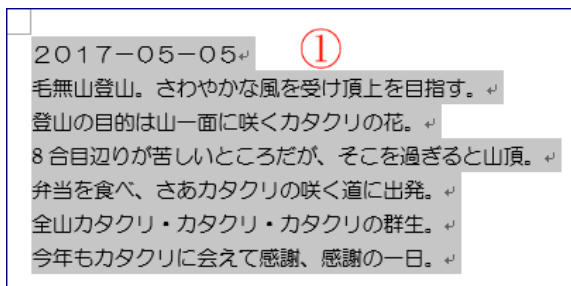 2017-05-05↵ ①
毛無山登山。さわやかな風を受け頂上を目指す。↵
登山の目的は山一面に咲くカタクリの花。↵
8合目辺りが苦しいところだが、そこを過ぎると山頂。↵
弁当を食べ、さあカタクリの咲く道に出発。↵
全山カタクリ・カタクリ・カタクリの群生。↵
今年もカタクリに会えて感謝、感謝の一日。↵